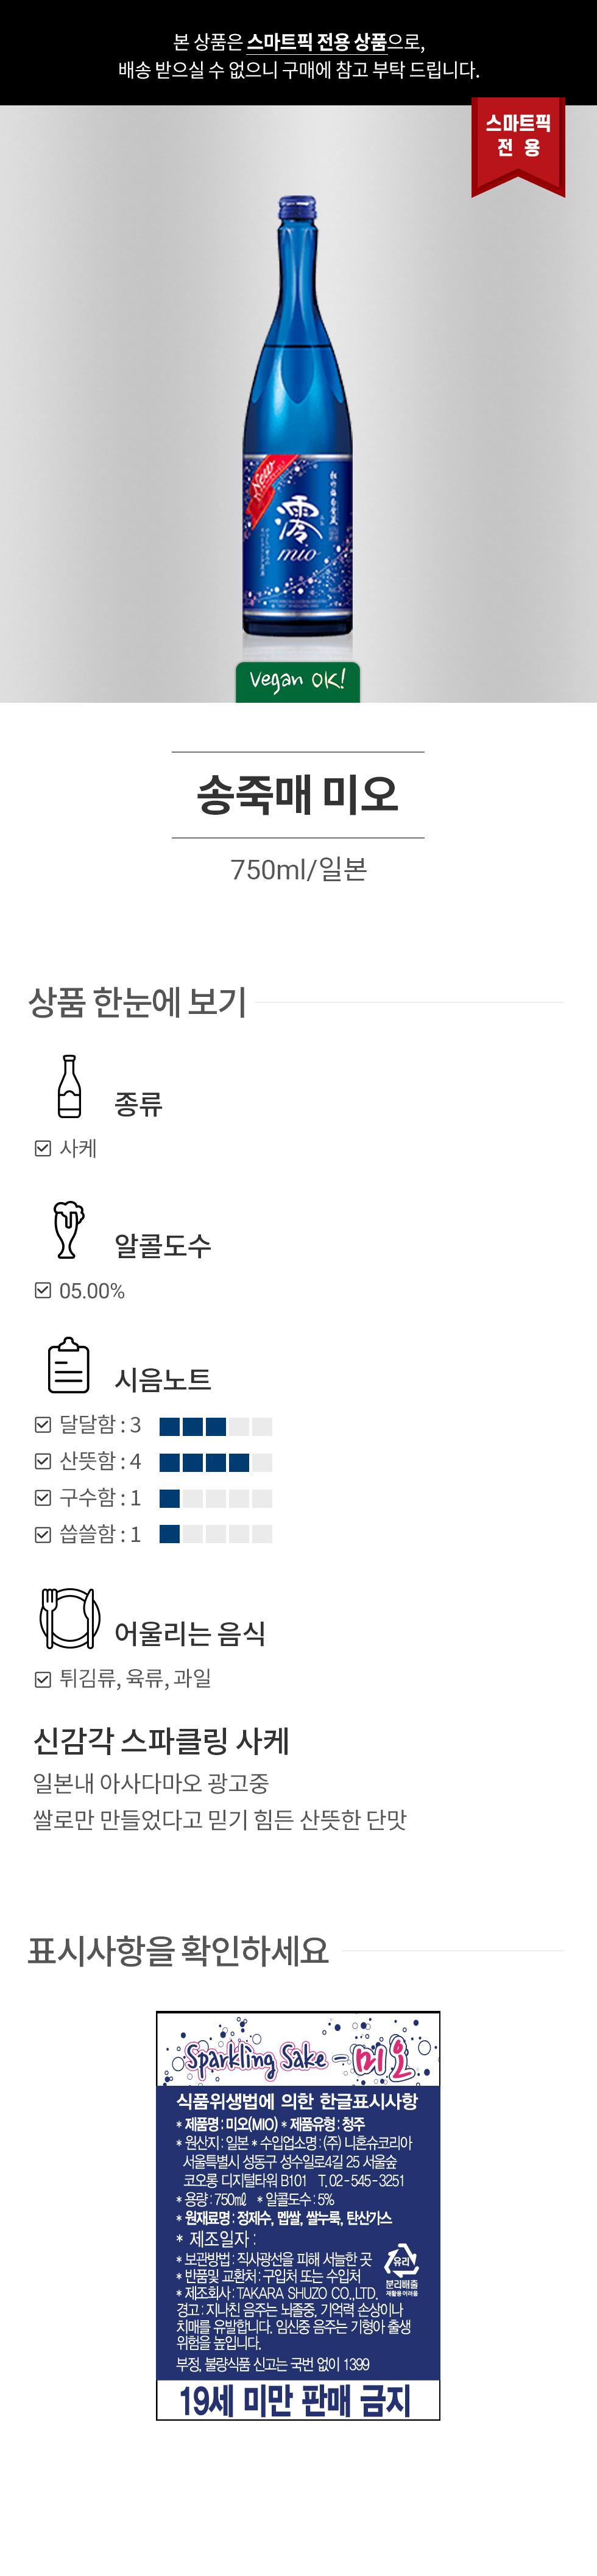 본 상품은 스마트픽 전용 상품으로,
배송 받으실 수 없으니 구매에 참고 부탁 드립니다.
스마트픽
전 용
New
澪
mio
Vegan OK!
송죽매 미오
750ml/일본
상품 한눈에 보기
종류
사케
알콜도수
05.00%
시음노트
달달함 : 3
산뜻함 : 4
구수함 : 1
씁쓸함 : 1
어울리는 음식
튀김류, 육류, 과일
신감각 스파클링 사케
일본내 아사다마오 광고중
쌀로만 만들었다고 믿기 힘든 산뜻한 단맛
표시사항을 확인하세요
Sparkling Sake - 미오
식품위생법에 의한 한글표시사항
* 제품명 : 미오(MIO) * 제품유형 : 청주
* 원산지 : 일본 * 수입업소명 : (주) 니혼슈코리아
서울특별시 성동구 성수일로4길 25 서울숲
코오롱 디지털타워 B101 T.02-545-3251
* 용량 : 750㎖ * 알콜도수 : 5%
* 원재료명 : 정제수, 멥쌀, 쌀누룩, 탄산가스
* 제조일자 :
* 보관방법 : 직사광선을 피해 서늘한 곳
* 반품및 교환처 : 구입처 또는 수입처
* 제조회사 : TAKARA SHUZO CO.,LTD.
유리
분리배출
재활용어려움
경고 : 지나친 음주는 뇌졸중, 기억력 손상이나
치매를 유발합니다. 임신중 음주는 기형아 출생
위험을 높입니다.
부정, 불량식품 신고는 국번 없이 1399
19세 미만 판매 금지